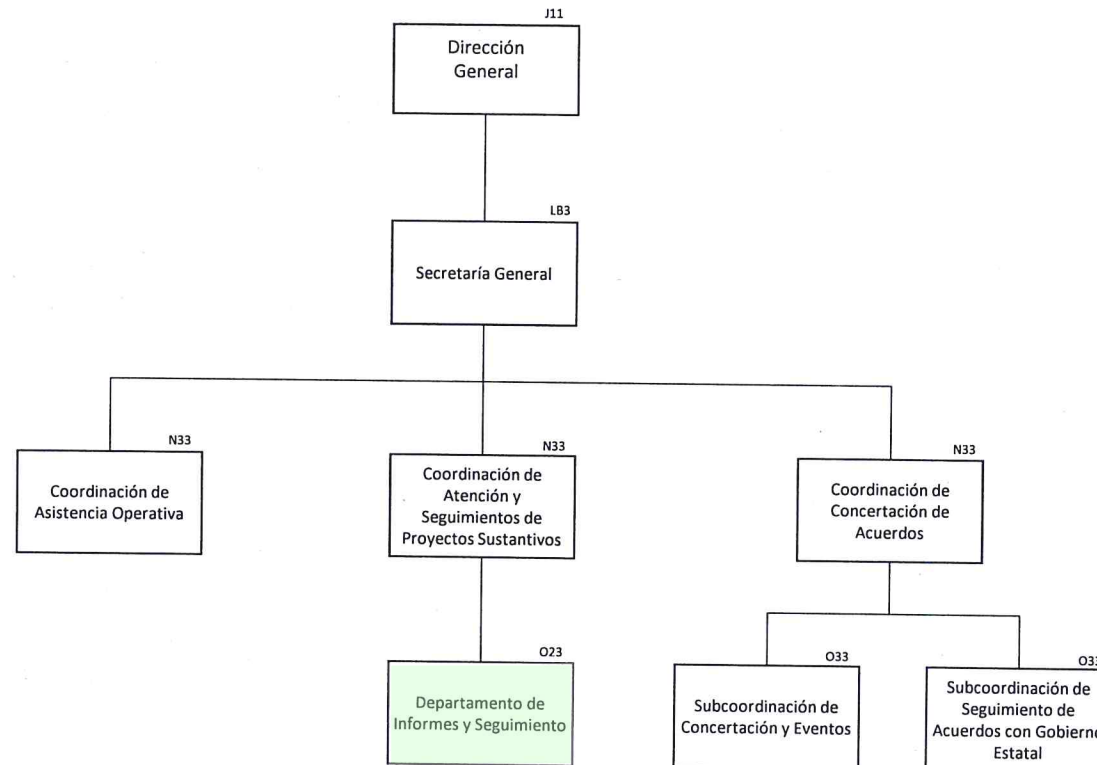 J11
Dirección
General
LB3
Secretaría General
N33
Coordinación de
Asistencia Operativa
N33
Coordinación de
Atención y
Seguimientos de
Proyectos Sustantivos
N33
Coordinación de
Concertación de
Acuerdos
O23
Departamento de
Informes y Seguimiento
O33
Subcoordinación de
Concertación y Eventos
O33
Subcoordinación de
Seguimiento de
Acuerdos con Gobierno
Estatal